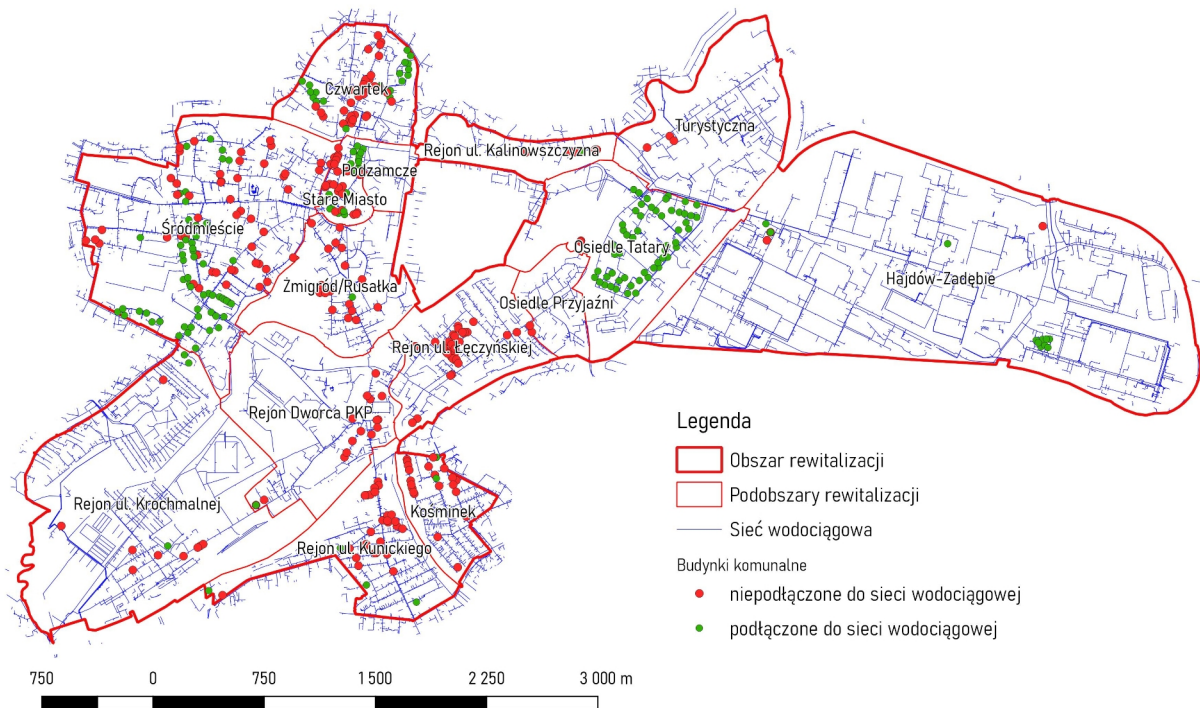 Czwartek
Turystyczna
Rejon ul. Kalinowszczyzna
Podzamcze
Stare Miasto
Śródmieście
Osiedle Tatary
Hajdów-Zadębie
Żmigród/Rusałka
Osiedle Przyjaźni
Rejon ul. Łęczyńskiej
Rejon Dworca PKP
Rejon ul. Krochmalnej
Kośminek
Rejon ul. Kunickiego
Legenda
Obszar rewitalizacji
Podobszary rewitalizacji
Sieć wodociągowa
Budynki komunalne
niepodłączone do sieci wodociągowej
podłączone do sieci wodociągowej
750 0 750 1 500 2 250 3 000 m